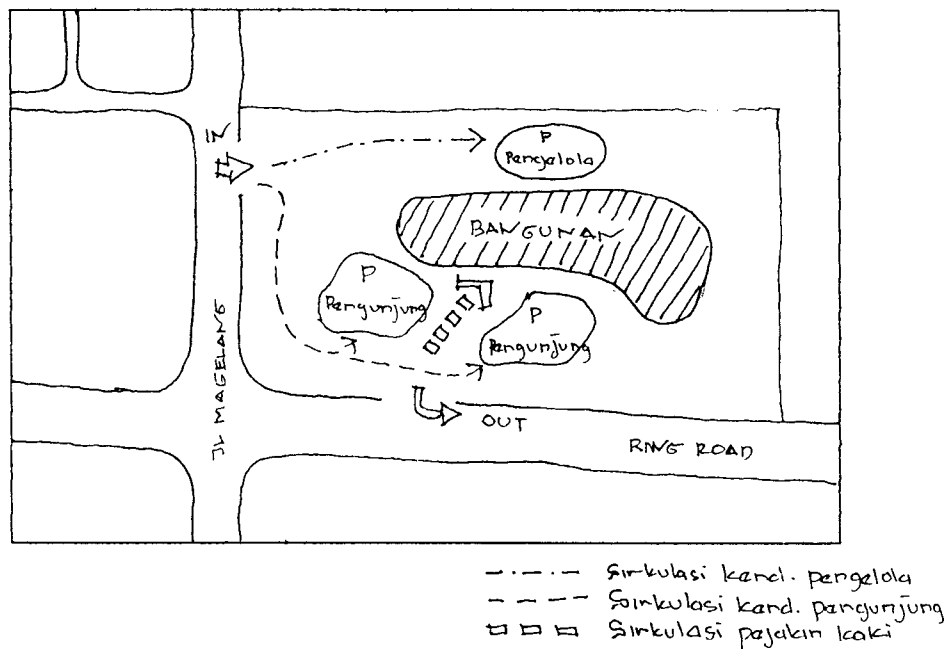 IN
P
Pengelola
BANGUNAN
P
Pengunjung
P
Pengunjung
JL MAGELANG
OUT
RING ROAD
Sirkulasi kend. pengelola
Sirkulasi kend. pengunjung
Sirkulasi pejalan kaki